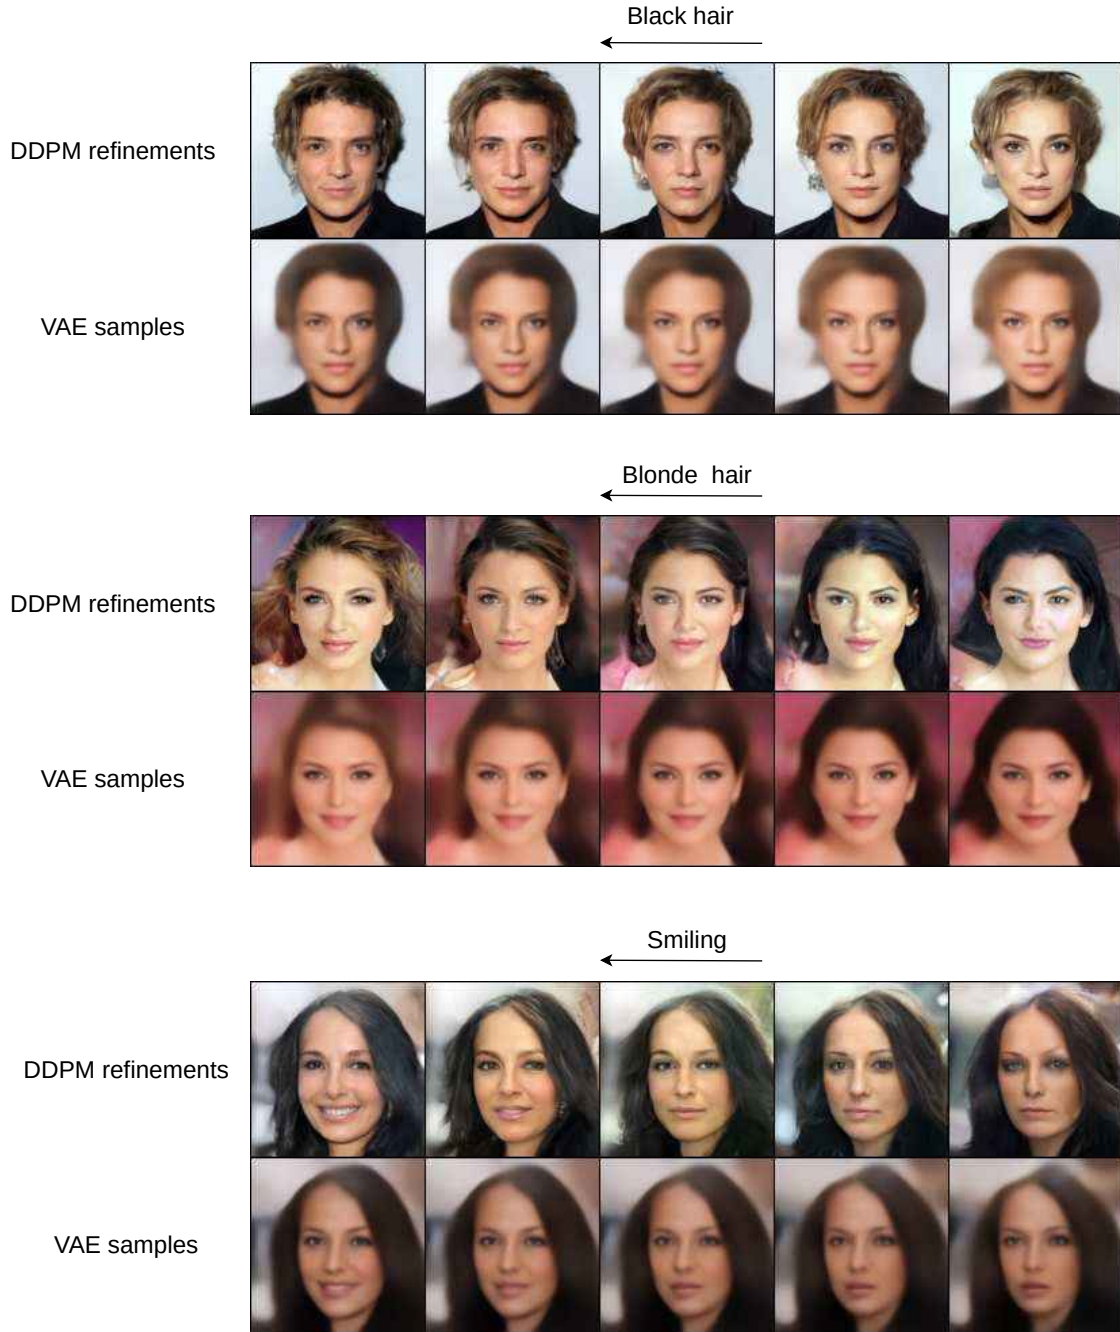 Black hair
DDPM refinements
VAE samples
Blonde hair
DDPM refinements
VAE samples
Smiling
DDPM refinements
VAE samples